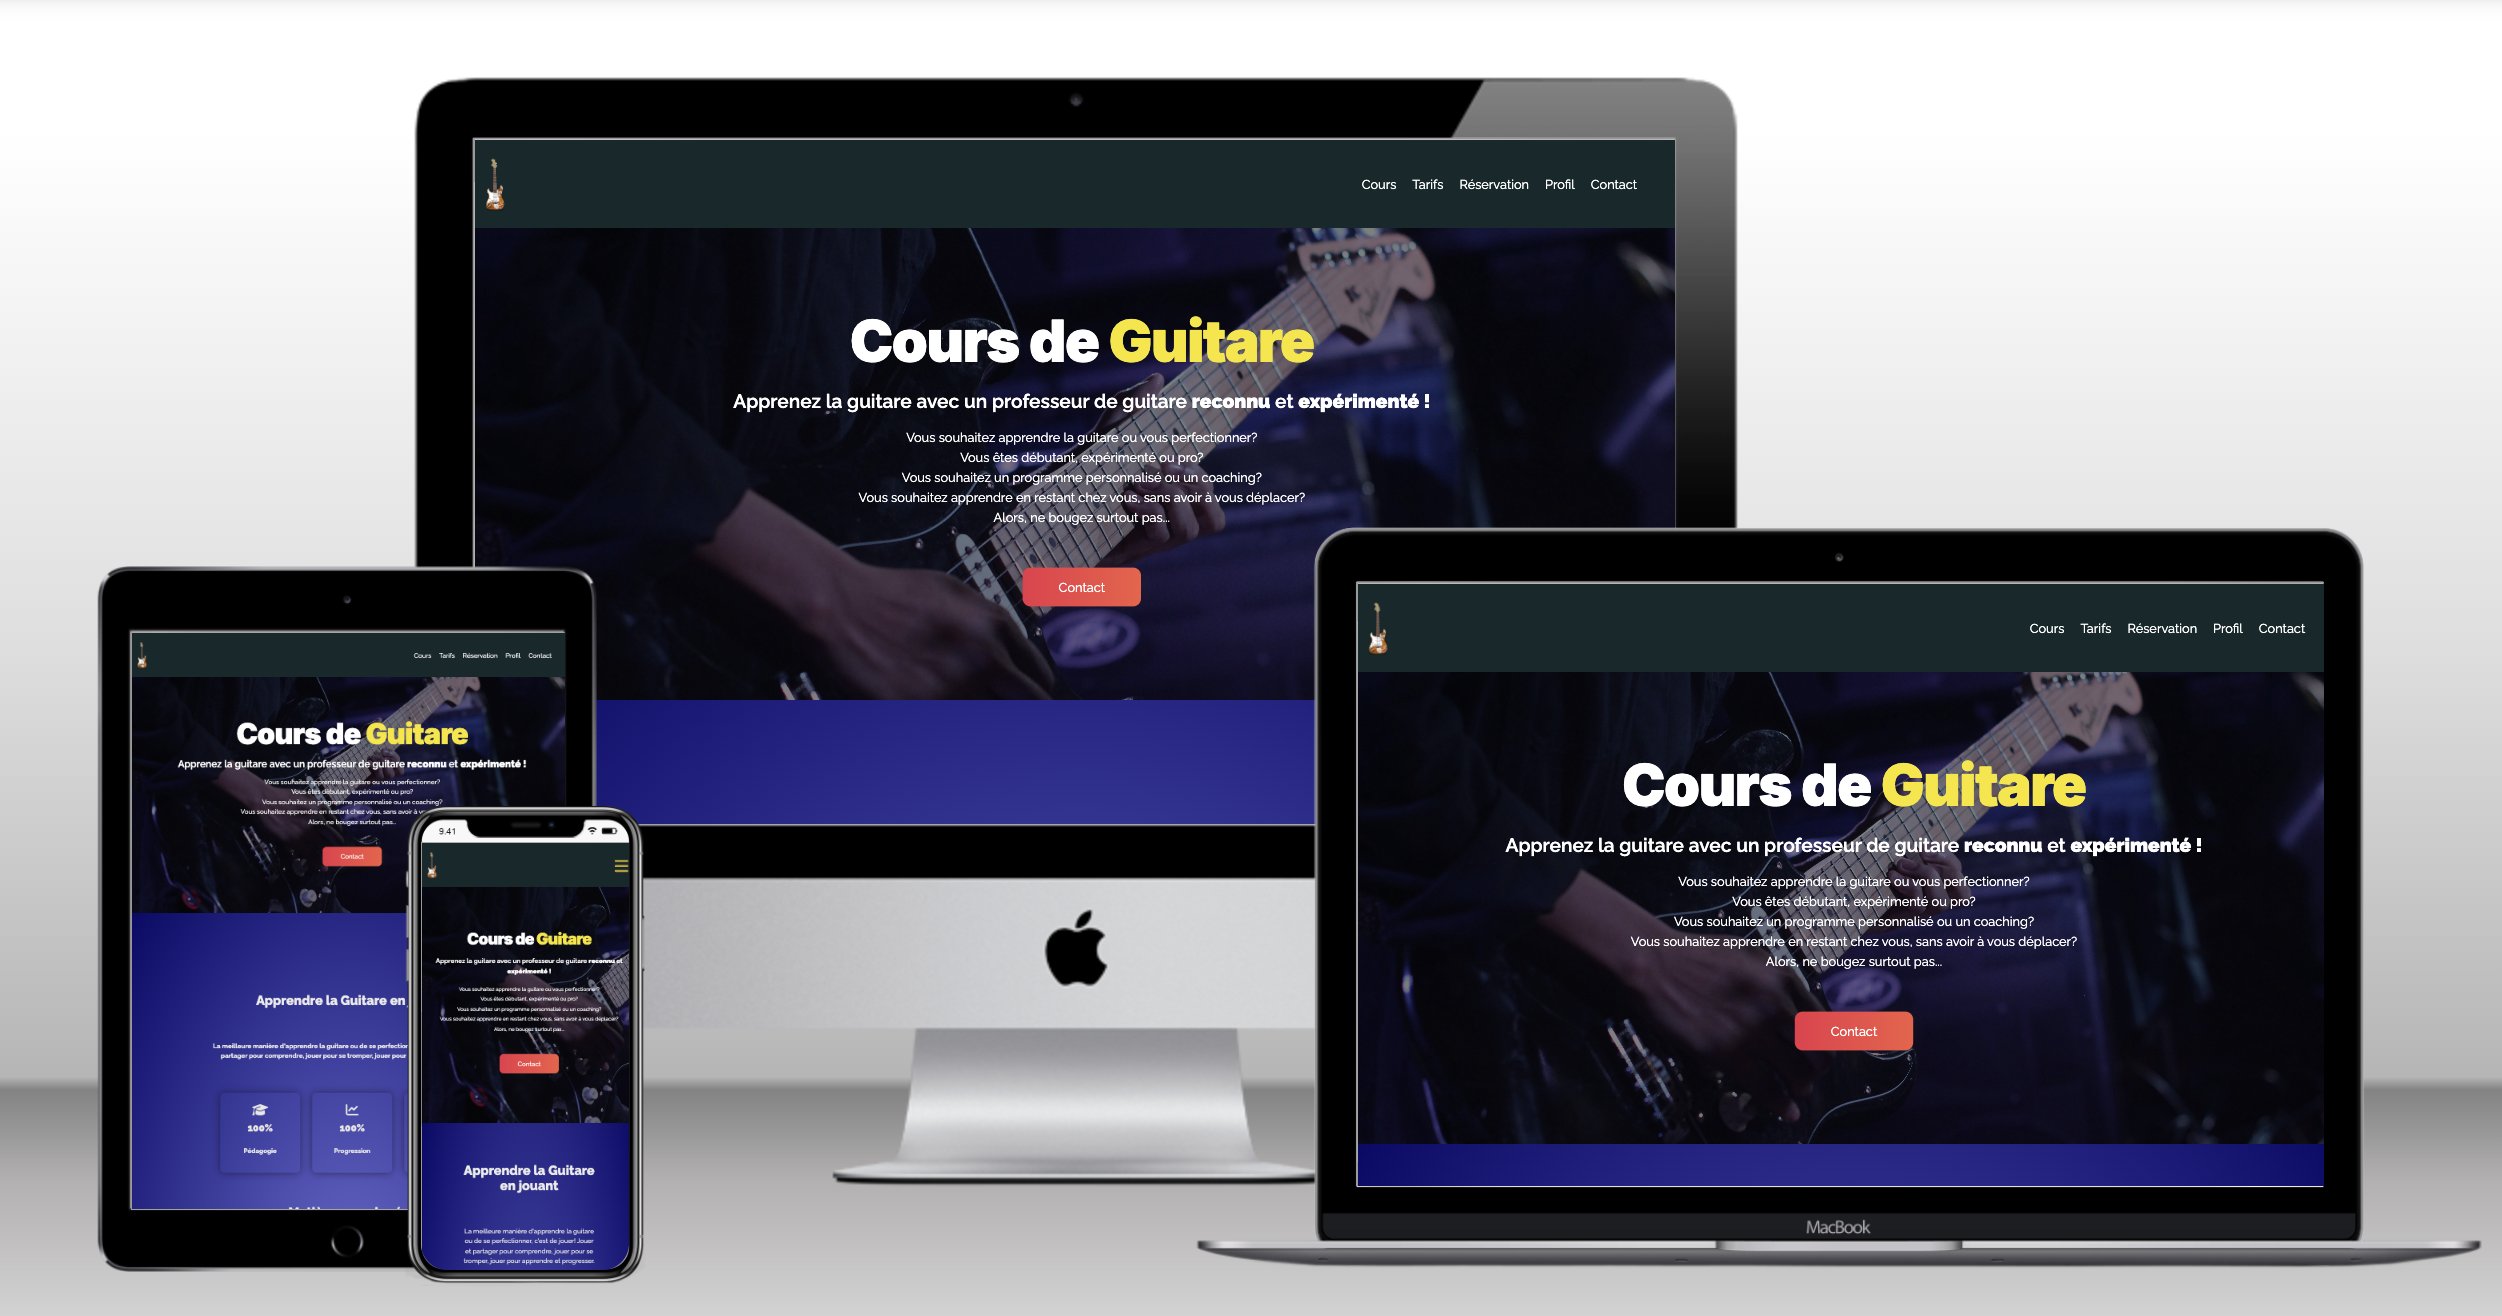 Cours Tarifs Réservation Profil Contact
Cours de Guitare
Apprenez la guitare avec un professeur de guitare reconnu et expérimenté !
Vous souhaitez apprendre la guitare ou vous perfectionner?
Vous êtes débutant, expérimenté ou pro?
Vous souhaitez un programme personnalisé ou un coaching?
Vous souhaitez apprendre en restant chez vous, sans avoir à vous déplacer?
Alors, ne bougez surtout pas...
Contact
Cours Tarifs Réservation Profil Contact
Cours de Guitare
Apprenez la guitare avec un professeur de guitare reconnu et expérimenté !
Vous souhaitez apprendre la guitare ou vous perfectionner?
Vous êtes débutant, expérimenté ou pro?
Vous souhaitez un programme personnalisé ou un coaching?
Vous souhaitez apprendre en restant chez vous, sans avoir à v
Alors, ne bougez surtout pas...
Contact
Apprendre la Guitare en
La meilleure manière d'apprendre la guitare ou de se perfection
partager pour comprendre, jouer pour se tromper, jouer pour
100% 100%
Pédagogie Progression
9.41
Cours de Guitare
Apprenez la guitare avec un professeur de guitare reconnu et
expérimenté !
Vous souhaitez apprendre la guitare ou vous perfectionner?
Vous êtes débutant, expérimenté ou pro?
Vous souhaitez un programme personnalisé ou un coaching?
Vous souhaitez apprendre en restant chez vous, sans avoir à vous déplacer?
Alors, ne bougez surtout pas...
Contact
Apprendre la Guitare
en jouant
La meilleure manière d'apprendre la guitare
ou de se perfectionner, c'est de jouer! Jouer
et partager pour comprendre, jouer pour se
tromper, jouer pour apprendre et progresser.
Cours Tarifs Réservation Profil Contact
Cours de Guitare
Apprenez la guitare avec un professeur de guitare reconnu et expérimenté !
Vous souhaitez apprendre la guitare ou vous perfectionner?
Vous êtes débutant, expérimenté ou pro?
Vous souhaitez un programme personnalisé ou un coaching?
Vous souhaitez apprendre en restant chez vous, sans avoir à vous déplacer?
Alors, ne bougez surtout pas...
Contact
MacBook